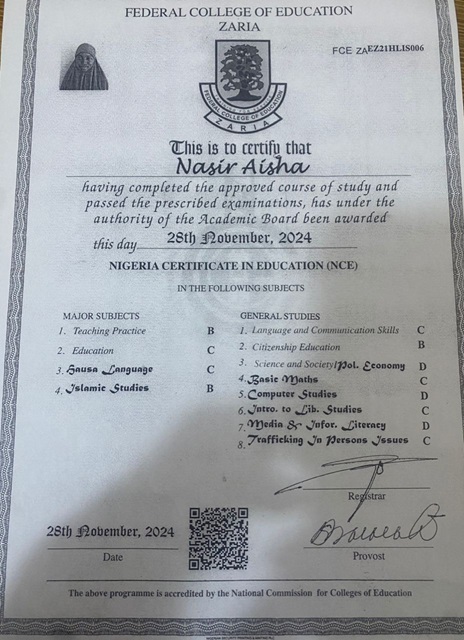 FEDERAL COLLEGE OF EDUCATION
ZARIA
FCE ZAEZ21HLIS006
FEDERAL COLLEGE OF EDUCATION
ZARIA
This is to certify that
Nasir Aisha
having completed the approved course of study and
passed the prescribed examinations, has under the
authority of the Academic Board been awarded
this day 28th November, 2024
NIGERIA CERTIFICATE IN EDUCATION (NCE)
IN THE FOLLOWING SUBJECTS
MAJOR SUBJECTS
1. Teaching Practice B
2. Education C
3. Hausa Language C
4. Islamic Studies B
GENERAL STUDIES
1. Language and Communication Skills C
2. Citizenship Education B
3. Science and Society/Pol. Economy D
4. Basic Maths C
5. Computer Studies D
6. Intro. to Lib. Studies C
7. Media & Infor. Literacy D
8. Trafficking In Persons Issues C
Registrar
28th November, 2024
Date
Provost
The above programme is accredited by the National Commission for Colleges of Education